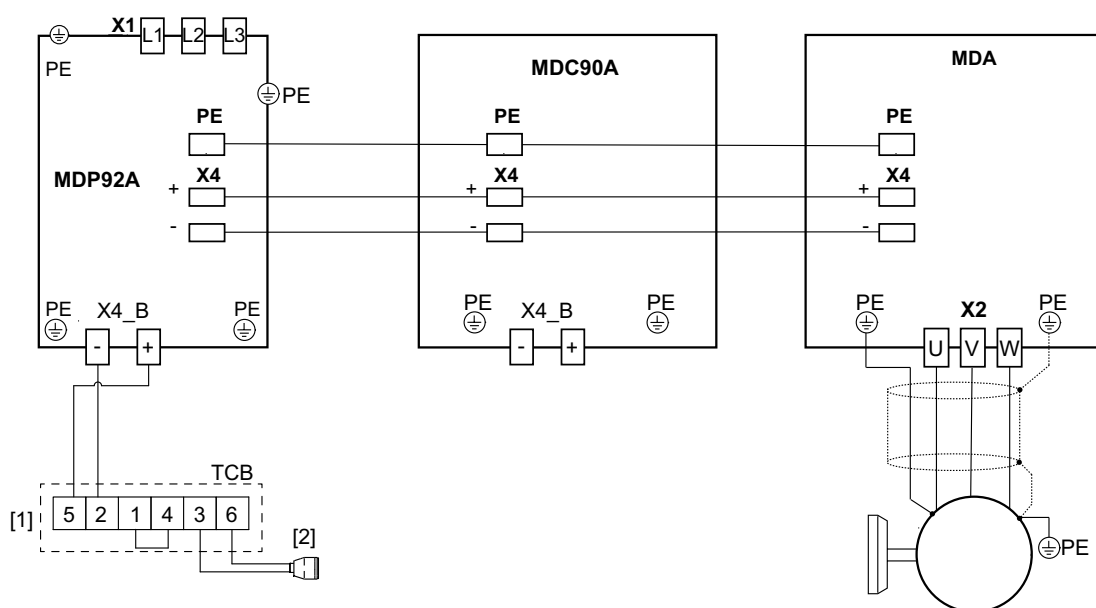 X1 L1 L2 L3
PE
MDC90A
MDA
PE
PE PE PE
MDP92A
X4 X4 X4
+ + +
- - -
PE X4_B PE
- +
PE X4_B PE
- +
PE X2 PE
U V W
TCB
[1] 5 2 1 4 3 6
[2]
PE